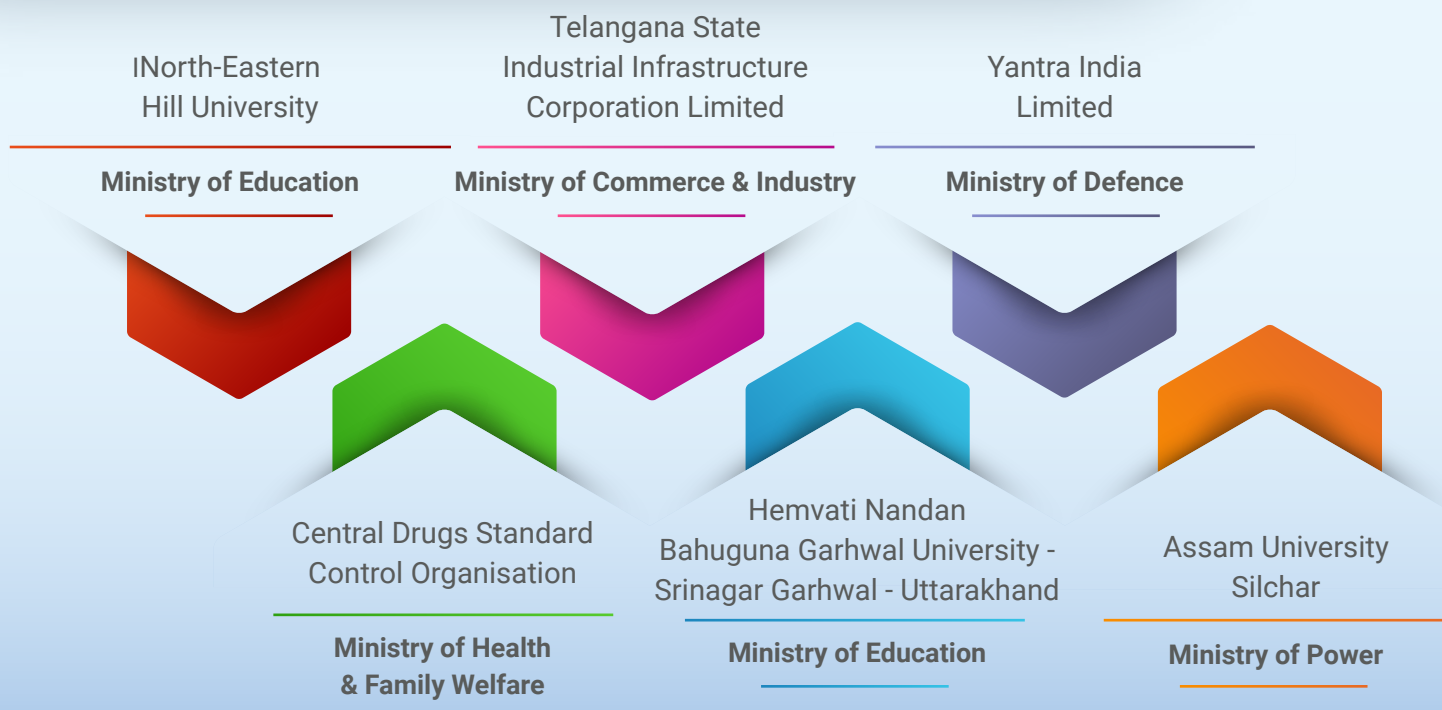 INorth-Eastern
Hill University
Ministry of Education
Telangana State
Industrial Infrastructure
Corporation Limited
Ministry of Commerce & Industry
Yantra India
Limited
Ministry of Defence
Central Drugs Standard
Control Organisation
Ministry of Health
& Family Welfare
Hemvati Nandan
Bahuguna Garhwal University -
Srinagar Garhwal - Uttarakhand
Ministry of Education
Assam University
Silchar
Ministry of Power